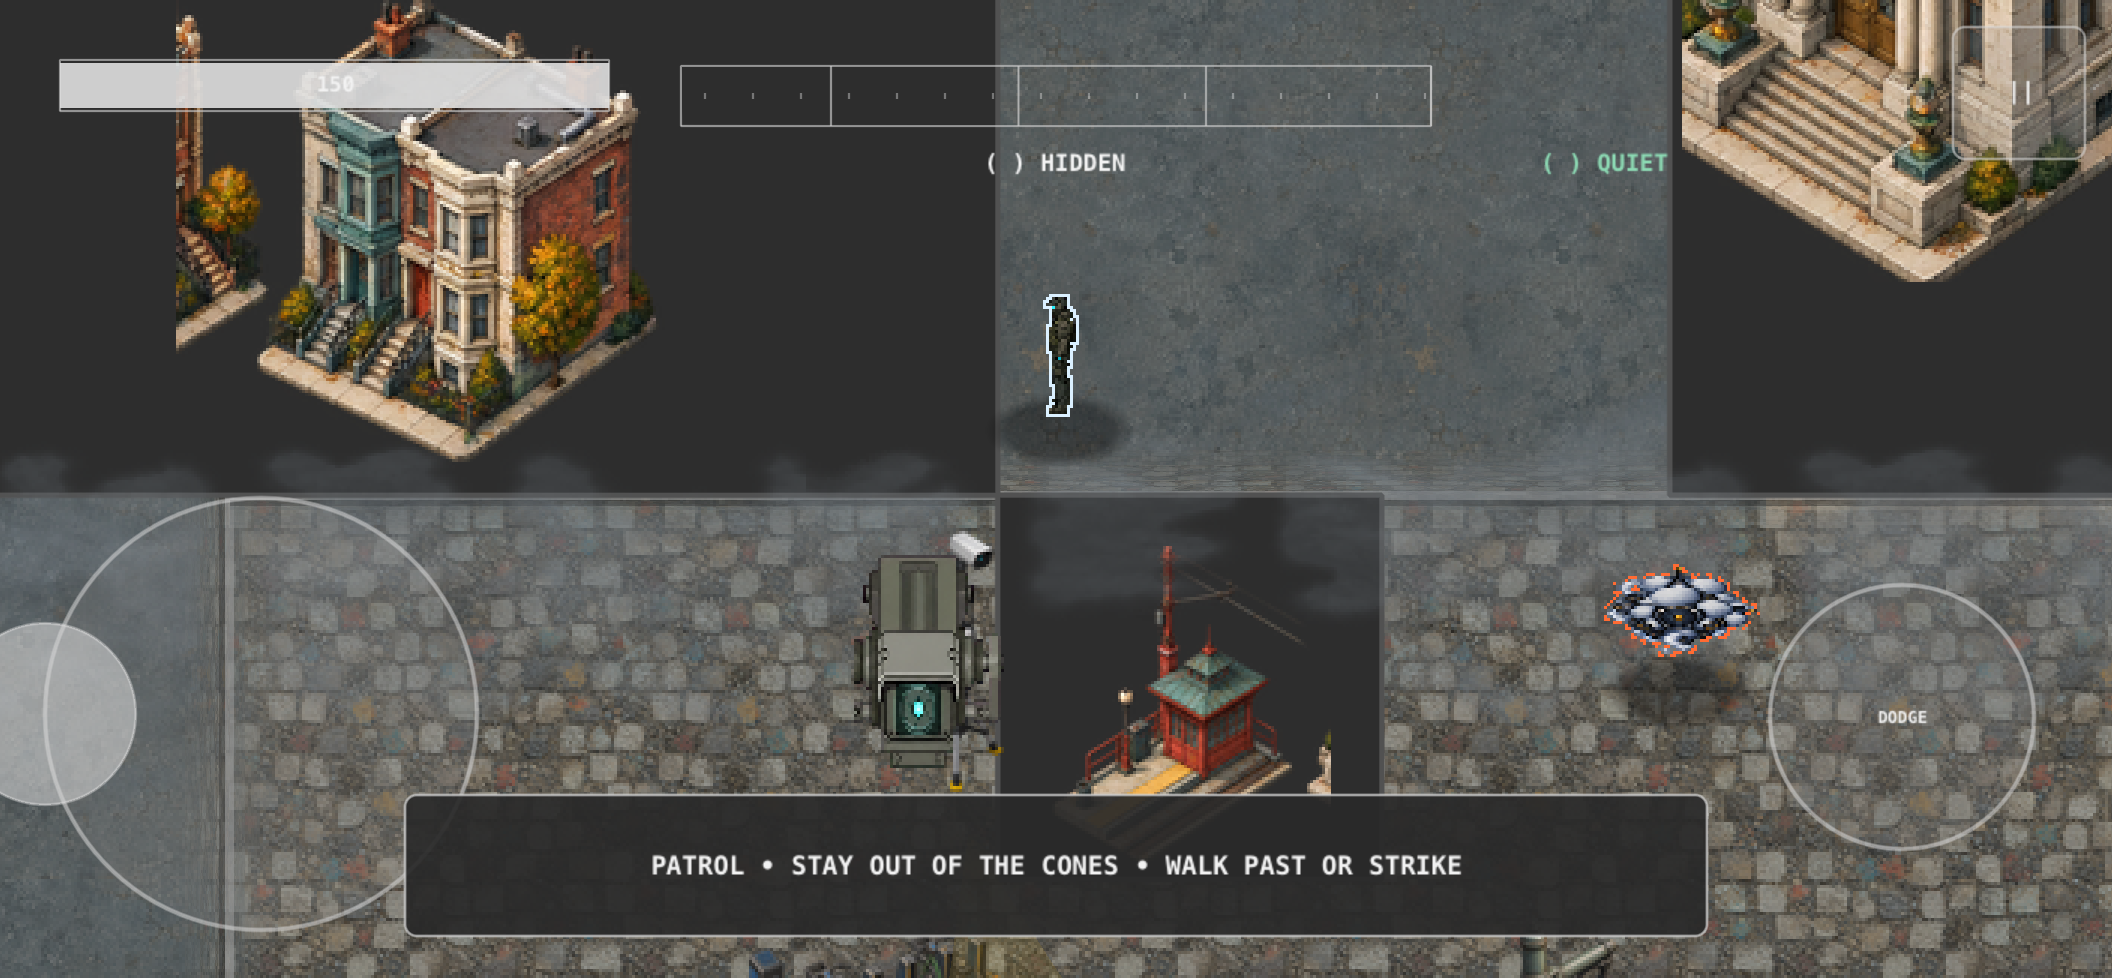 150
( ) HIDDEN
( ) QUIET
DODGE
PATROL • STAY OUT OF THE CONES • WALK PAST OR STRIKE